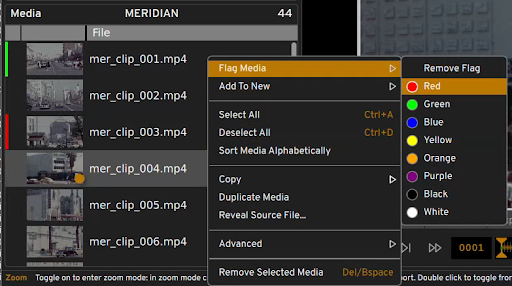 Media MERIDIAN 44
File
mer_clip_001.mp4
mer_clip_002.mp4
mer_clip_003.mp4
mer_clip_004.mp4
mer_clip_005.mp4
mer_clip_006.mp4
Flag Media
Add To New
Select All Ctrl+A
Deselect All Ctrl+D
Sort Media Alphabetically
Copy
Duplicate Media
Reveal Source File...
Advanced
Remove Selected Media Del/Bspace
Remove Flag
Red
Green
Blue
Yellow
Orange
Purple
Black
White
0001
Zoom Toggle on to enter zoom mode: in zoom mode c port. Double click to toggle from